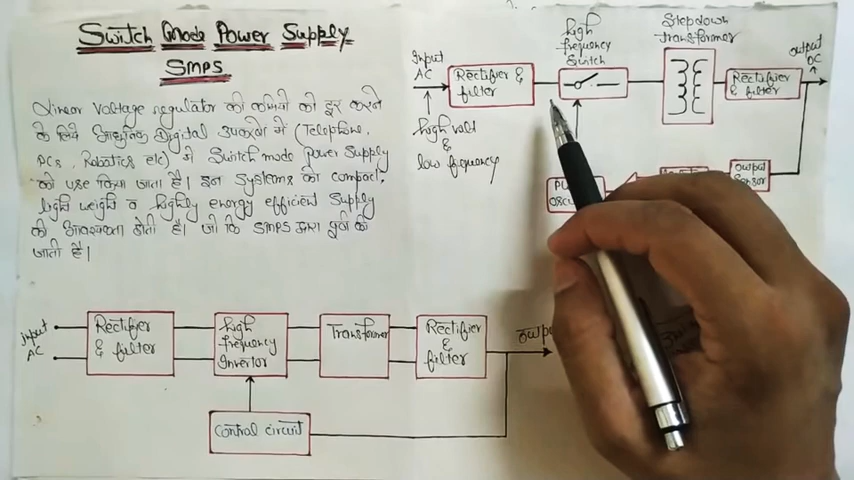 Switch Mode Power Supply
SMPS
Linear voltage regulator की कमियों को दूर करने
के लिये आधुनिक Digital उपकरणों में (Telephone,
PCs, Robotics etc) में Switch mode Power Supply
को use किया जाता है। इन Systems को compact,
light weight व highly energy efficient Supply
की आवश्यकता होती है। जो कि SMPS द्वारा पूरी की
जाती है।
Input
AC
Rectifier &
filter
high
frequency
Switch
Stepdown
transformer
Rectifier
& filter
output
DC
high volt
&
low frequency
output
Sensor
input
AC
Rectifier
& filter
high
frequency
Invertor
Transformer
Rectifier
&
filter
control circuit